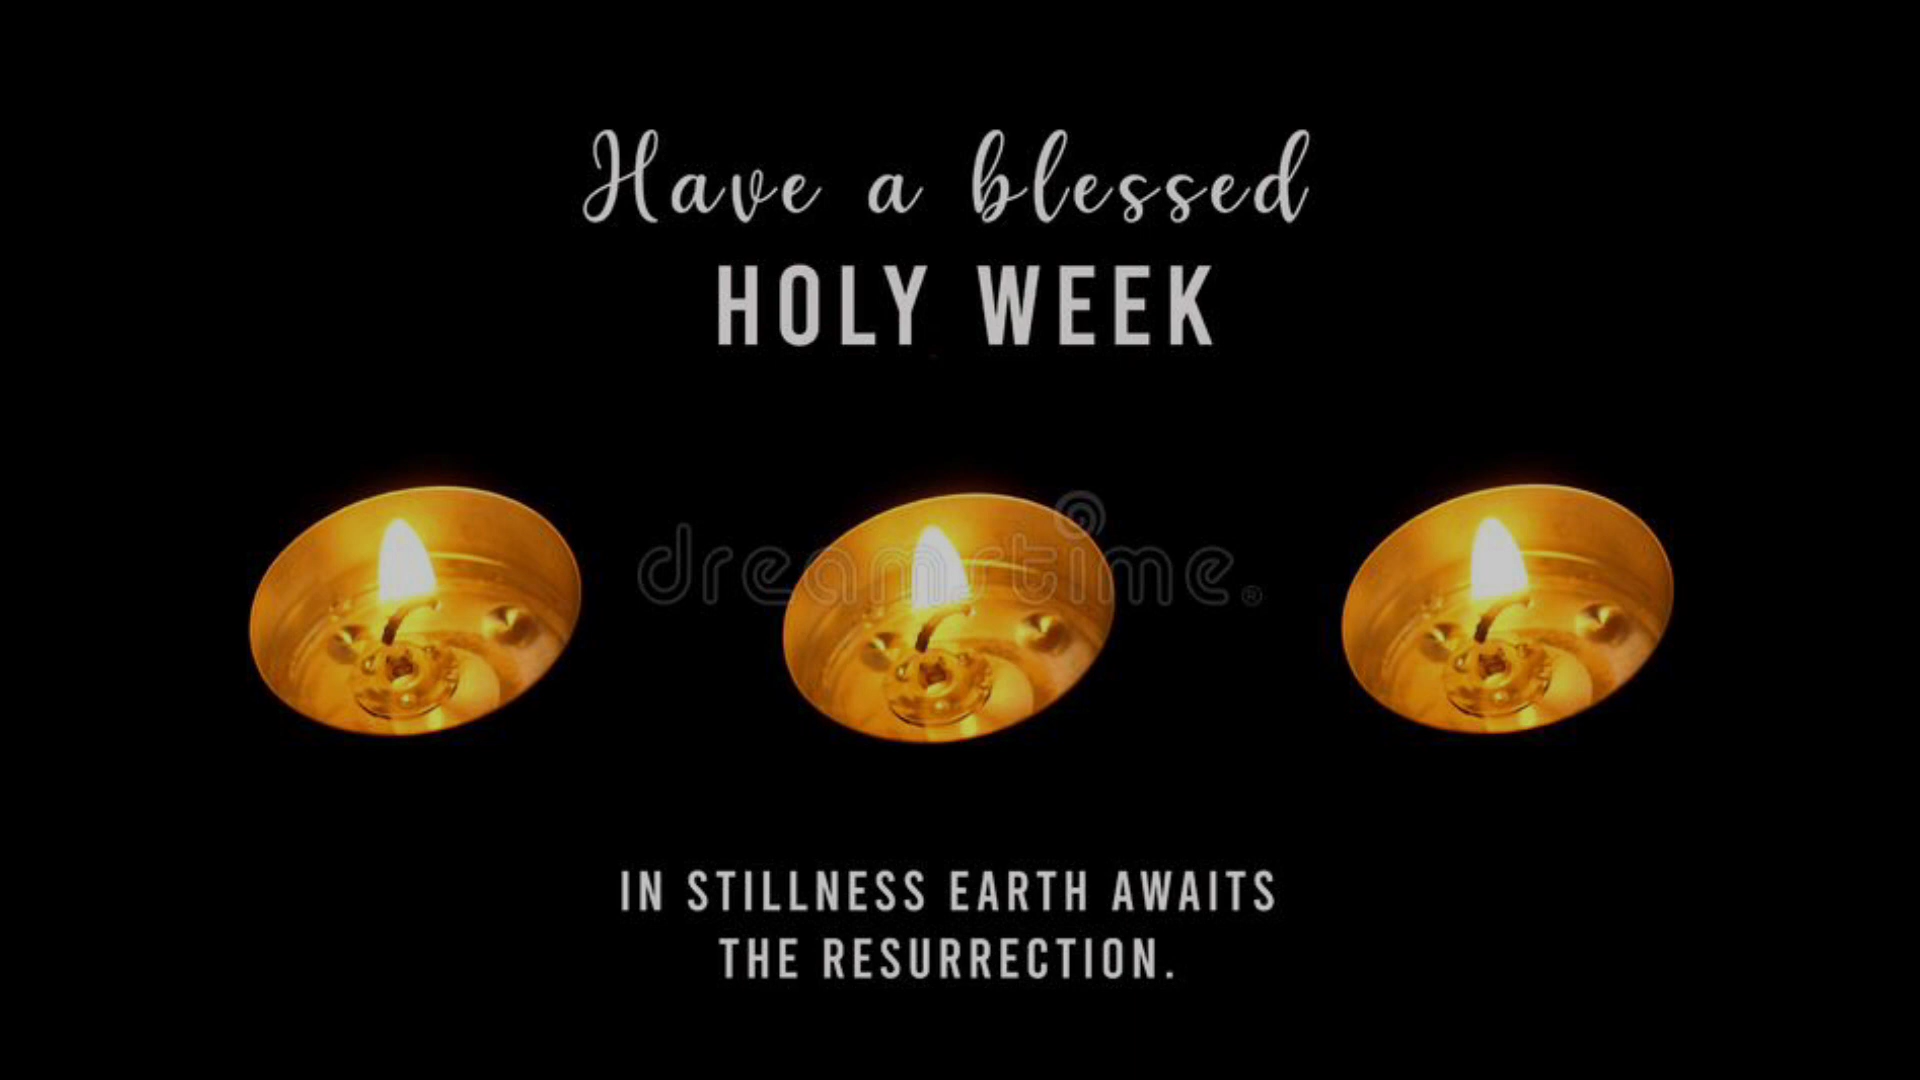 Have a blessed
HOLY WEEK
dreamstime®
IN STILLNESS EARTH AWAITS
THE RESURRECTION.